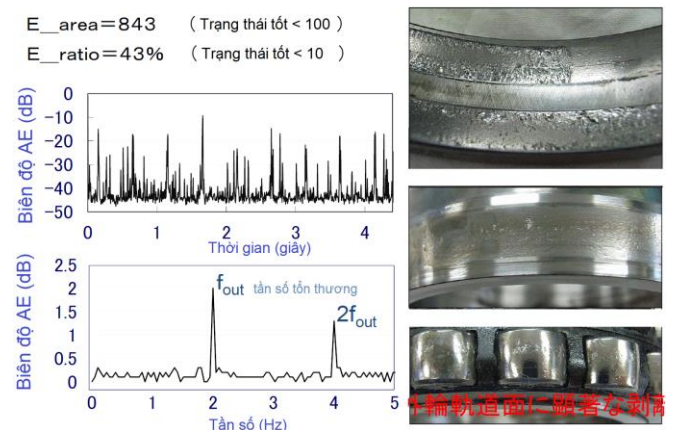 E_area=843 (Trạng thái tốt < 100)
E_ratio=43% (Trạng thái tốt < 10 )
Biên độ AE (dB)
0
-10
-20
-30
-40
-50
0 1 2 3 4
Thời gian (giây)
Biên độ AE (dB)
2.5
2
1.5
1
0.5
0
fout tần số tổn thương
2fout
0 1 2 3 4 5
Tần số (Hz)
外輪軌道面に顕著な剥離